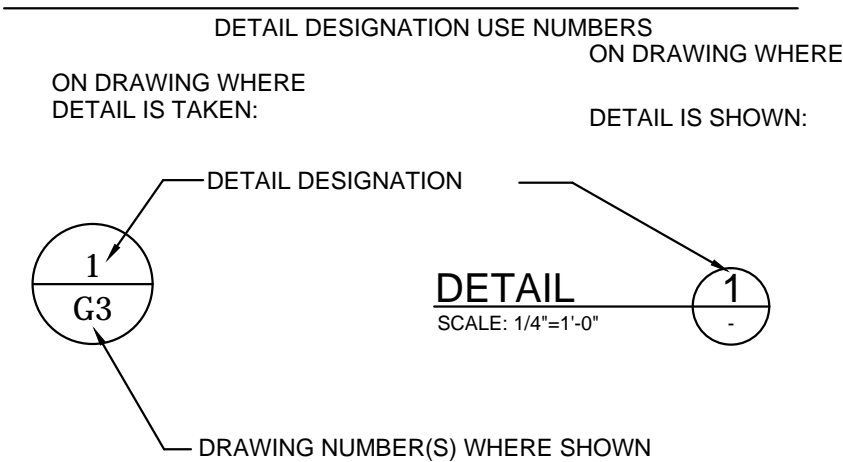 DETAIL DESIGNATION USE NUMBERS
ON DRAWING WHERE
DETAIL IS TAKEN:
ON DRAWING WHERE
DETAIL IS SHOWN:
DETAIL DESIGNATION
1
G3
DETAIL
SCALE: 1/4"=1'-0"
1
-
DRAWING NUMBER(S) WHERE SHOWN